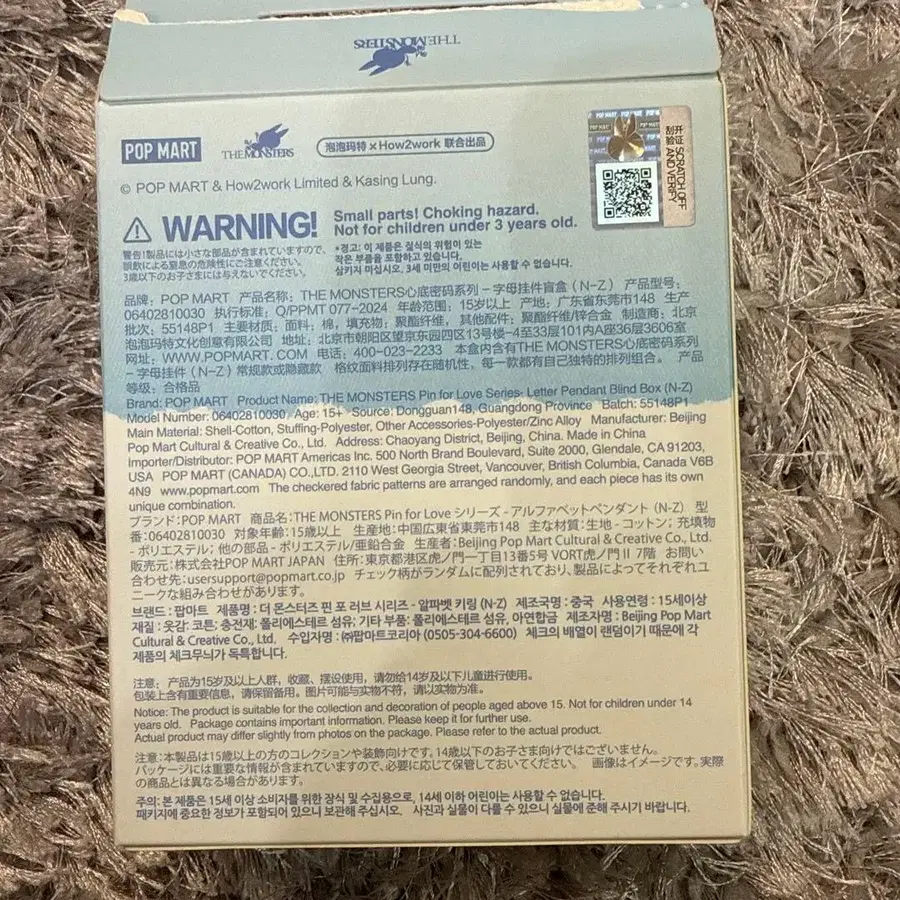 THE MONSTERS
POP MART
THE MONSTERS
泡泡玛特 × How2work 联合出品
开证 SCRATCH OFF
刮验 AND VERIFY
© POP MART & How2work Limited & Kasing Lung.
WARNING!
Small parts! Choking hazard.
Not for children under 3 years old.
警告!製品には小さな部品が含まれていますので、
誤飲による窒息の危険性にご注意ください。
3歳以下のお子さまには与えないでください。
*경고: 이 제품은 질식의 위험이 있는
작은 부품을 포함하고 있습니다.
삼키지 마십시오. 3세 미만의 어린이는 사용할 수 없습니다.
品牌：POP MART 产品名称：THE MONSTERS心底密码系列－字母挂件盲盒（N-Z） 产品型号：
06402810030 执行标准：Q/PPMT 077-2024 年龄范围：15岁以上 产地：广东省东莞市148 生产
批次：55148P1 主要材质：面料：棉，填充物：聚酯纤维，其他配件：聚酯纤维/锌合金 制造商：北京
泡泡玛特文化创意有限公司 地址：北京市朝阳区望京东园四区13号楼-4至33层101内A座36层3606室
网址：WWW.POPMART.COM 电话：400-023-2233 本盒内含有THE MONSTERS心底密码系列
－字母挂件（N-Z）常规款或隐藏款 格纹面料排列存在随机性，每一款都有自己独特的排列组合。 产品
等级：合格品
Brand: POP MART Product Name: THE MONSTERS Pin for Love Series- Letter Pendant Blind Box (N-Z)
Model Number: 06402810030 Age: 15+ Source: Dongguan148, Guangdong Province Batch: 55148P1
Main Material: Shell-Cotton, Stuffing-Polyester, Other Accessories-Polyester/Zinc Alloy Manufacturer: Beijing
Pop Mart Cultural & Creative Co., Ltd. Address: Chaoyang District, Beijing, China. Made in China
Importer/Distributor: POP MART Americas Inc. 500 North Brand Boulevard, Suite 2000, Glendale, CA 91203,
USA POP MART (CANADA) CO.,LTD. 2110 West Georgia Street, Vancouver, British Columbia, Canada V6B
4N9 www.popmart.com The checkered fabric patterns are arranged randomly, and each piece has its own
unique combination.
ブランド：POP MART 商品名：THE MONSTERS Pin for Love シリーズ - アルファベットペンダント（N-Z） 型
番：06402810030 対象年齢：15歳以上 生産地：中国広東省東莞市148 主な材質：生地 - コットン；充填物
- ポリエステル；他の部品 - ポリエステル/亜鉛合金 生産者：Beijing Pop Mart Cultural & Creative Co., Ltd.
販売元：株式会社POP MART JAPAN 住所：東京都港区虎ノ門一丁目13番5号 VORT虎ノ門Ⅱ 7階 お問い
合わせ先：usersupport@popmart.co.jp チェック柄がランダムに配列されており、製品によってそれぞれユ
ニークな組み合わせがあります。
브랜드 : 팝마트 제품명 : 더 몬스터즈 핀 포 러브 시리즈 - 알파벳 키링 (N-Z) 제조국명 : 중국 사용연령 : 15세이상
재질 : 옷감: 코튼; 충전재: 폴리에스테르 섬유; 기타 부품: 폴리에스테르 섬유, 아연합금 제조자명 : Beijing Pop Mart
Cultural & Creative Co., Ltd. 수입자명 : ㈜팝마트코리아 (0505-304-6600) 체크의 배열이 랜덤이기 때문에 각
제품의 체크무늬가 독특합니다.
注意：产品为15岁及以上人群，收藏、摆设使用，请勿给14岁及以下儿童进行使用。
包装上含有重要信息，请保留备用。图片可能与实物不符，请以实物为准。
Notice: The product is suitable for the collection and decoration of people aged above 15. Not for children under 14
years old. Package contains important information. Please keep it for further use.
Actual product may differ slightly from photos on the package. Please refer to the actual product.
注意：本製品は15歳以上の方のコレクションや装飾向けです。14歳以下のお子さま向けではございません。
パッケージには重要な情報が含まれていますので、必要に応じて保管しておいてください。 画像はイメージです。実際
の商品とは異なる場合があります。
주의: 본 제품은 15세 이상 소비자를 위한 장식 및 수집용으로, 14세 이하 어린이는 사용할 수 없습니다.
패키지에 중요한 정보가 포함되어 있으니 보관해 주십시오. 사진과 실물이 다를 수 있으니 실물에 준해 주시기 바랍니다.